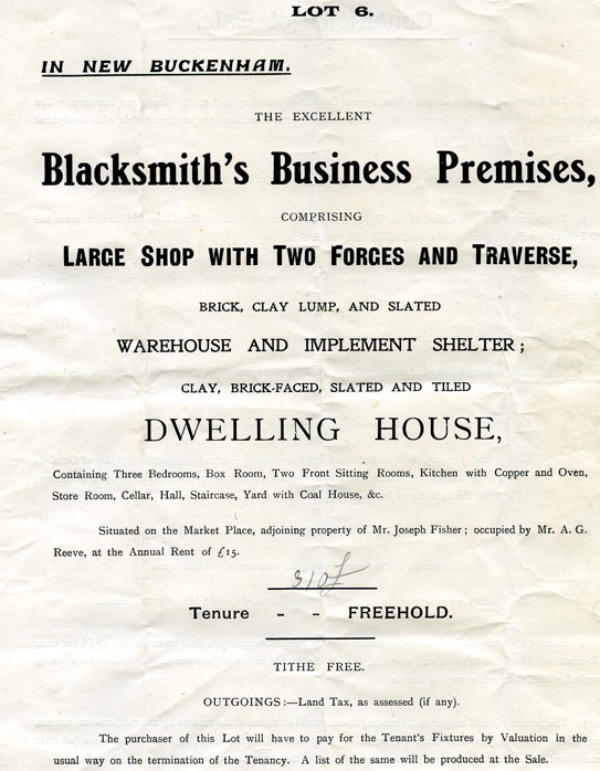 LOT 6.
IN NEW BUCKENHAM.
THE EXCELLENT
Blacksmith's Business Premises,
COMPRISING
LARGE SHOP WITH TWO FORGES AND TRAVERSE,
BRICK, CLAY LUMP, AND SLATED
WAREHOUSE AND IMPLEMENT SHELTER;
CLAY, BRICK-FACED, SLATED AND TILED
DWELLING HOUSE,
Containing Three Bedrooms, Box Room, Two Front Sitting Rooms, Kitchen with Copper and Oven,
Store Room, Cellar, Hall, Staircase, Yard with Coal House, &c.
Situated on the Market Place, adjoining property of Mr. Joseph Fisher; occupied by Mr. A. G.
Reeve, at the Annual Rent of £15.
Tenure - - FREEHOLD.
TITHE FREE.
OUTGOINGS:—Land Tax, as assessed (if any).
The purchaser of this Lot will have to pay for the Tenant's Fixtures by Valuation in the
usual way on the termination of the Tenancy. A list of the same will be produced at the Sale.